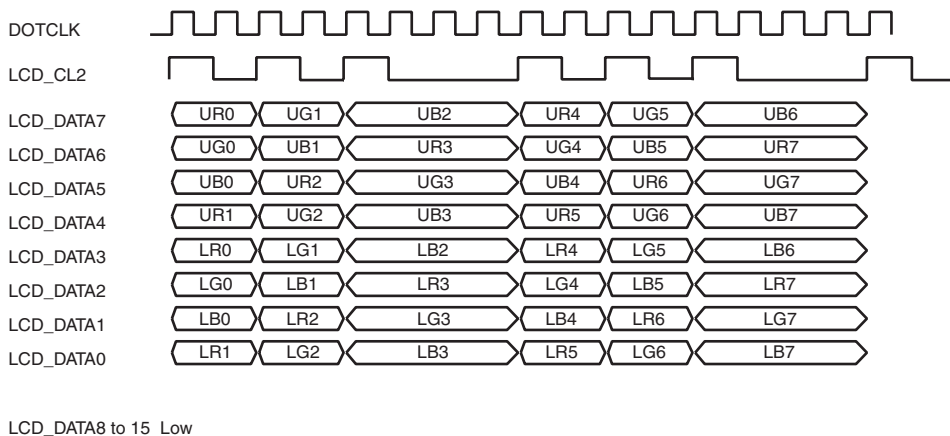 DOTCLK
LCD_CL2
LCD_DATA7 UR0 UG1 UB2 UR4 UG5 UB6
LCD_DATA6 UG0 UB1 UR3 UG4 UB5 UR7
LCD_DATA5 UB0 UR2 UG3 UB4 UR6 UG7
LCD_DATA4 UR1 UG2 UB3 UR5 UG6 UB7
LCD_DATA3 LR0 LG1 LB2 LR4 LG5 LB6
LCD_DATA2 LG0 LB1 LR3 LG4 LB5 LR7
LCD_DATA1 LB0 LR2 LG3 LB4 LR6 LG7
LCD_DATA0 LR1 LG2 LB3 LR5 LG6 LB7
LCD_DATA8 to 15 Low